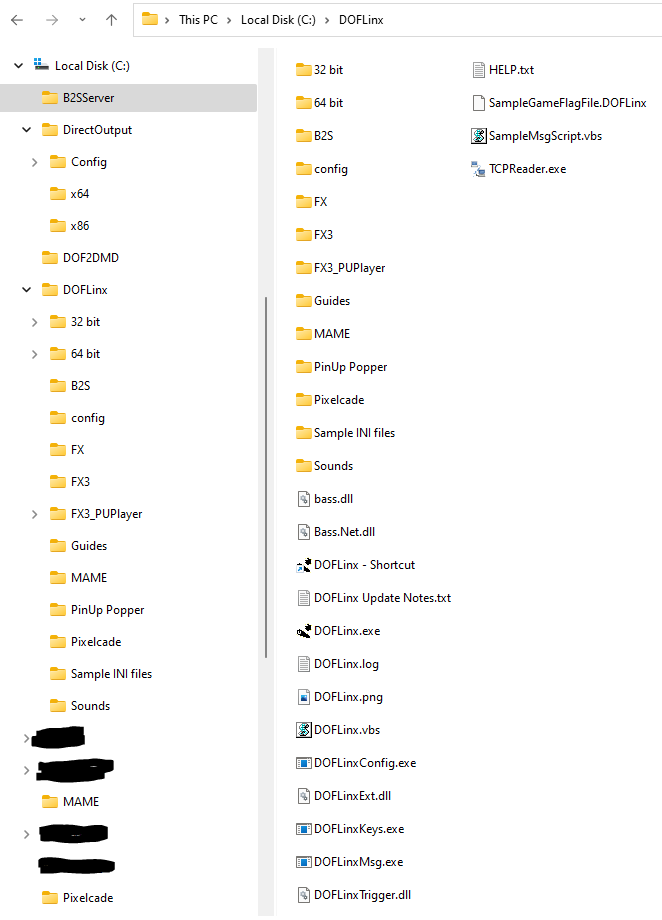 This PC > Local Disk (C:) > DOFLinx
Local Disk (C:)
B2SServer
DirectOutput
Config
x64
x86
DOF2DMD
DOFLinx
32 bit
64 bit
B2S
config
FX
FX3
FX3_PUPlayer
Guides
MAME
PinUp Popper
Pixelcade
Sample INI files
Sounds
MAME
Pixelcade
32 bit
64 bit
B2S
config
FX
FX3
FX3_PUPlayer
Guides
MAME
PinUp Popper
Pixelcade
Sample INI files
Sounds
bass.dll
Bass.Net.dll
DOFLinx - Shortcut
DOFLinx Update Notes.txt
DOFLinx.exe
DOFLinx.log
DOFLinx.png
DOFLinx.vbs
DOFLinxConfig.exe
DOFLinxExt.dll
DOFLinxKeys.exe
DOFLinxMsg.exe
DOFLinxTrigger.dll
HELP.txt
SampleGameFlagFile.DOFLinx
SampleMsgScript.vbs
TCPReader.exe